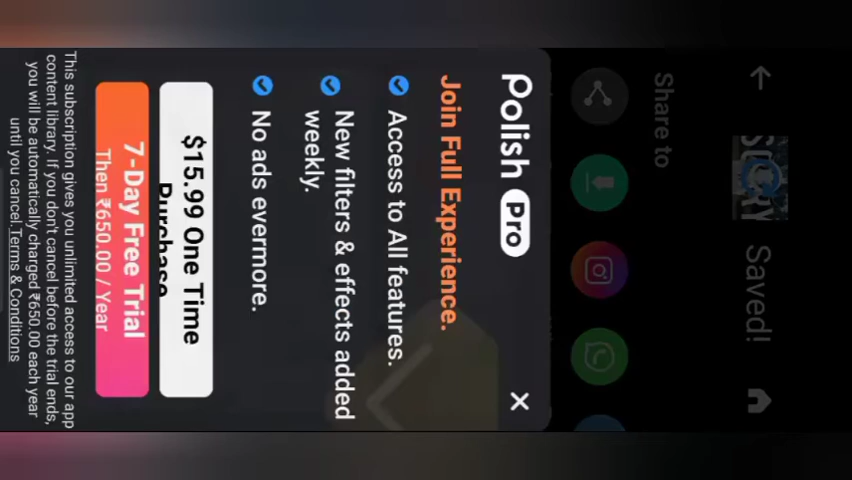 Saved!
Share to
Polish Pro
Join Full Experience.
Access to All features.
New filters & effects added
weekly.
No ads evermore.
$15.99 One Time
Purchase
7-Day Free Trial
Then ₹650.00 / Year
This subscription gives you unlimited access to our app
content library. If you don't cancel before the trial ends,
you will be automatically charged ₹650.00 each year
until you cancel. Terms & Conditions